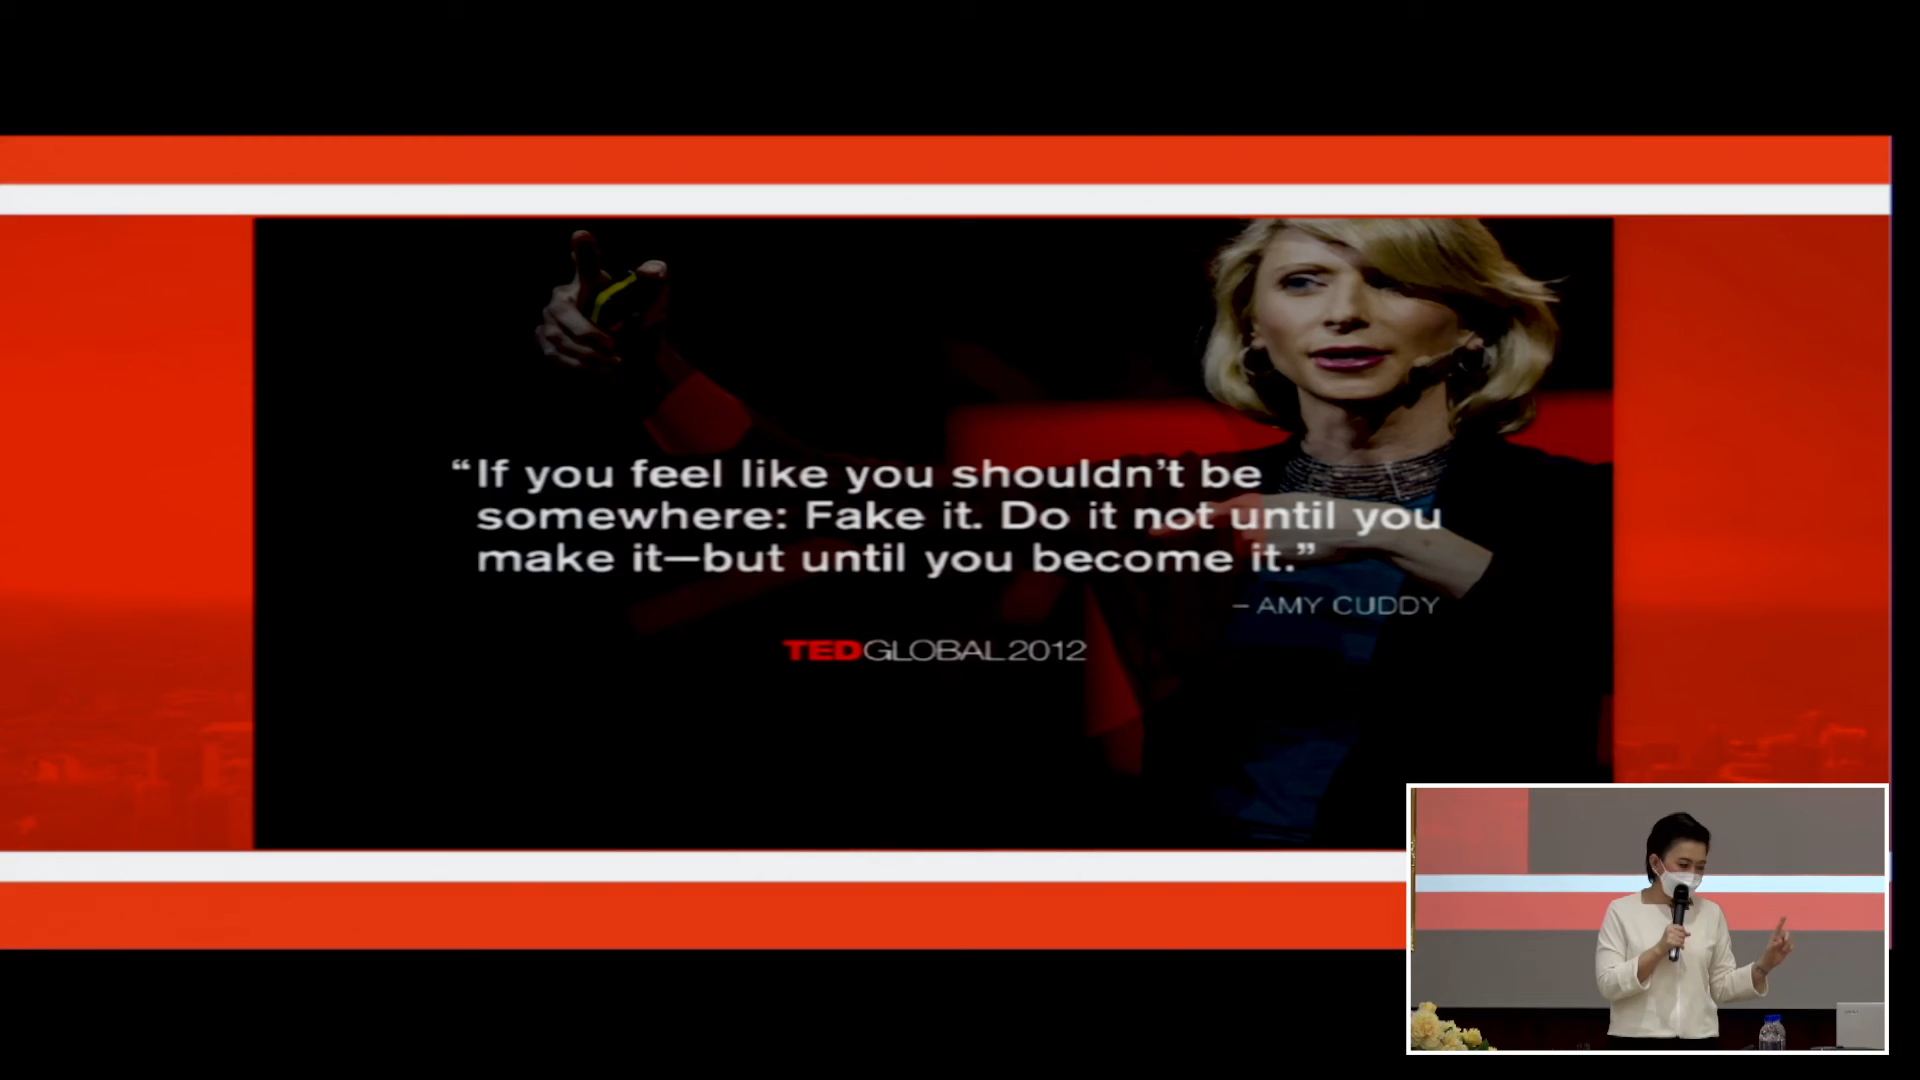 “If you feel like you shouldn’t be
somewhere: Fake it. Do it not until you
make it—but until you become it.”
– AMY CUDDY
TEDGLOBAL2012